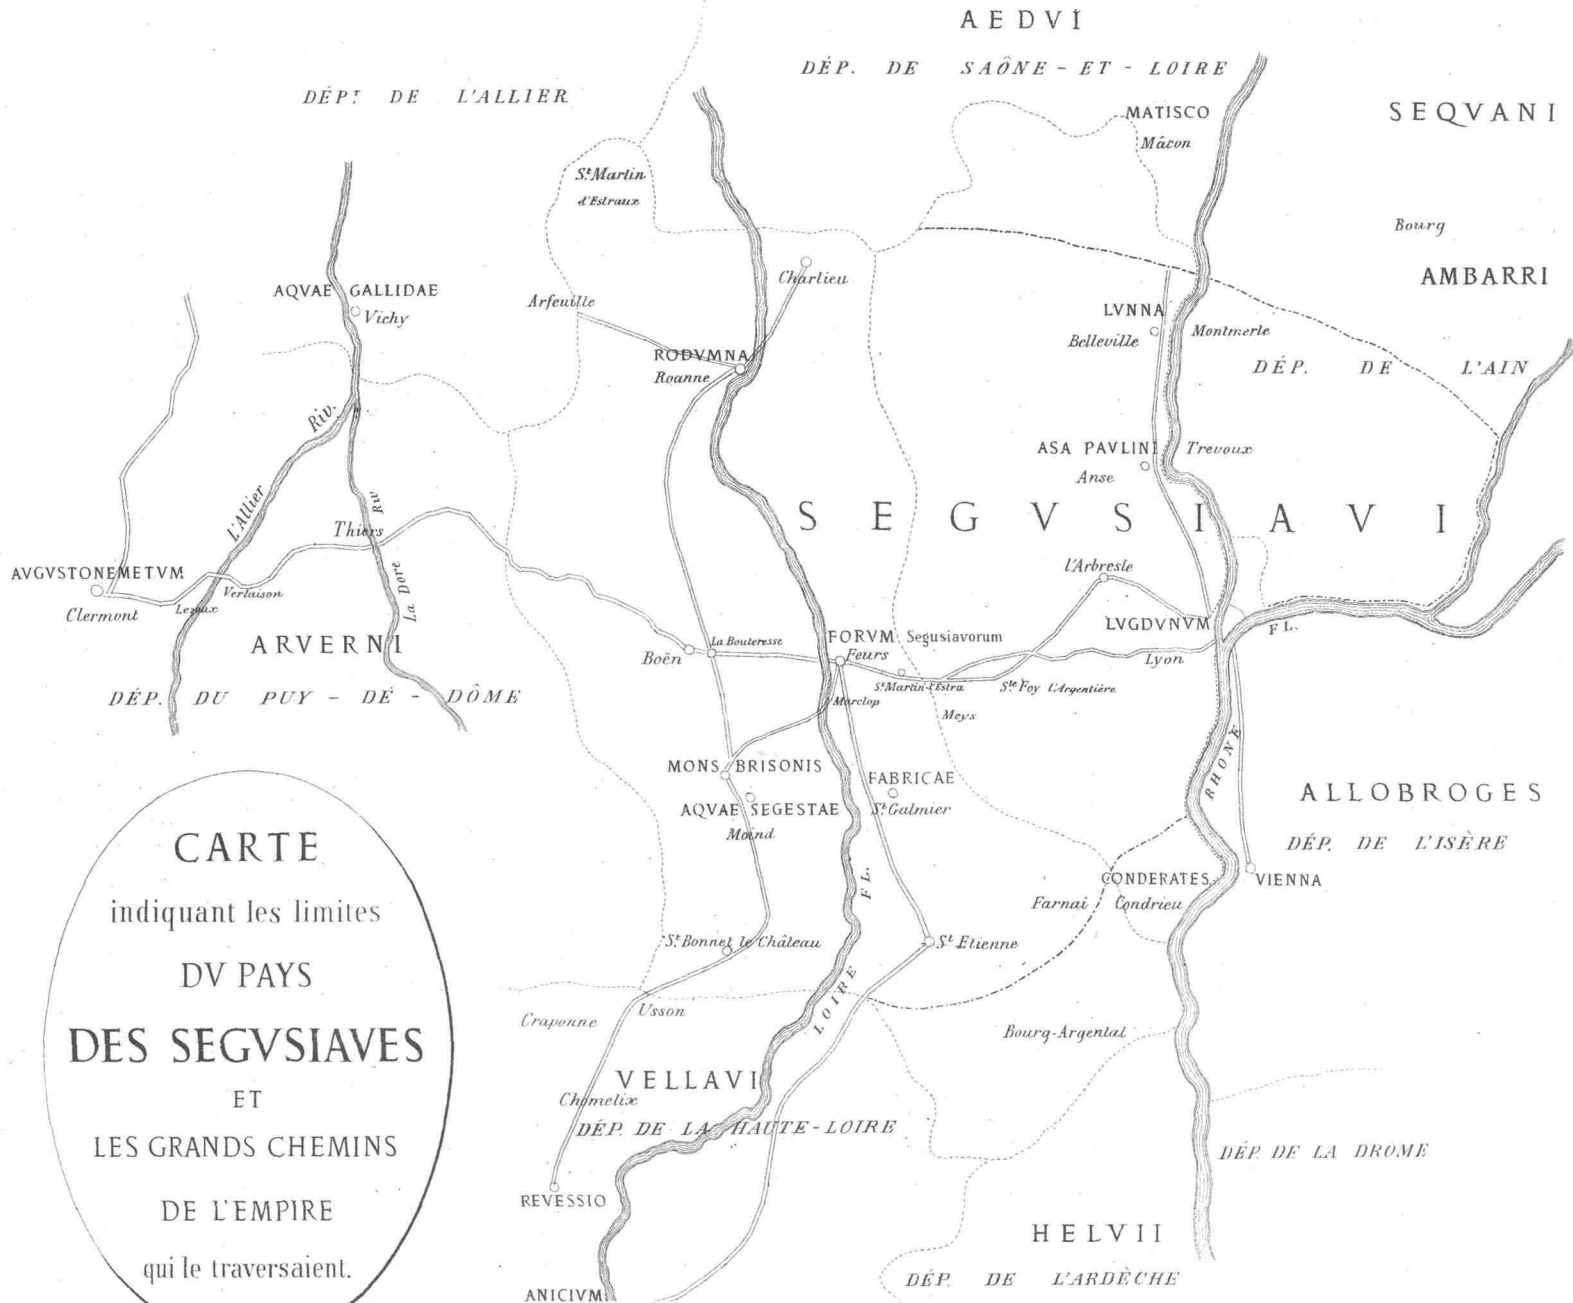 AEDVI
DÉP. DE SAÔNE-ET-LOIRE
DÉPT DE L'ALLIER
MATISCO
Mâcon
SEQVANI
St Martin
d'Estraux
Bourg
AMBARRI
AQVAE GALLIDAE
Vichy
Arfeuille
Charlieu
LVNNA
Belleville
Montmerle
RODVMNA
Roanne
DÉP. DE L'AIN
Riv.
L'Allier
ASA PAVLINI
Anse
Trevoux
SEGVSIAVI
Riv
La Dore
Thiers
AVGVSTONEMETVM
Clermont
Lezoux
Verlaison
l'Arbresle
LVGDVNVM
Lyon
FL.
ARVERNI
DÉP. DU PUY-DÉ-DÔME
Boën
La Bouteresse
FORVM Segusiavorum
Feurs
St Martin-l'Estra
Ste Foy l'Argentière
Marclop
Meys
RHONE
MONS BRISONIS
AQVAE SEGESTAE
Moind
FABRICAE
St Galmier
ALLOBROGES
DÉP. DE L'ISÈRE
CONDERATES
Condrieu
Farnai
VIENNA
St Bonnet le Château
St Etienne
LOIRE FL.
Usson
Craponne
Bourg-Argental
VELLAVI
Chomelix
DÉP. DE LA HAUTE-LOIRE
DÉP. DE LA DROME
REVESSIO
HELVII
DÉP. DE L'ARDÈCHE
ANICIVM
CARTE
indiquant les limites
DV PAYS
DES SEGVSIAVES
ET
LES GRANDS CHEMINS
DE L'EMPIRE
qui le traversaient.